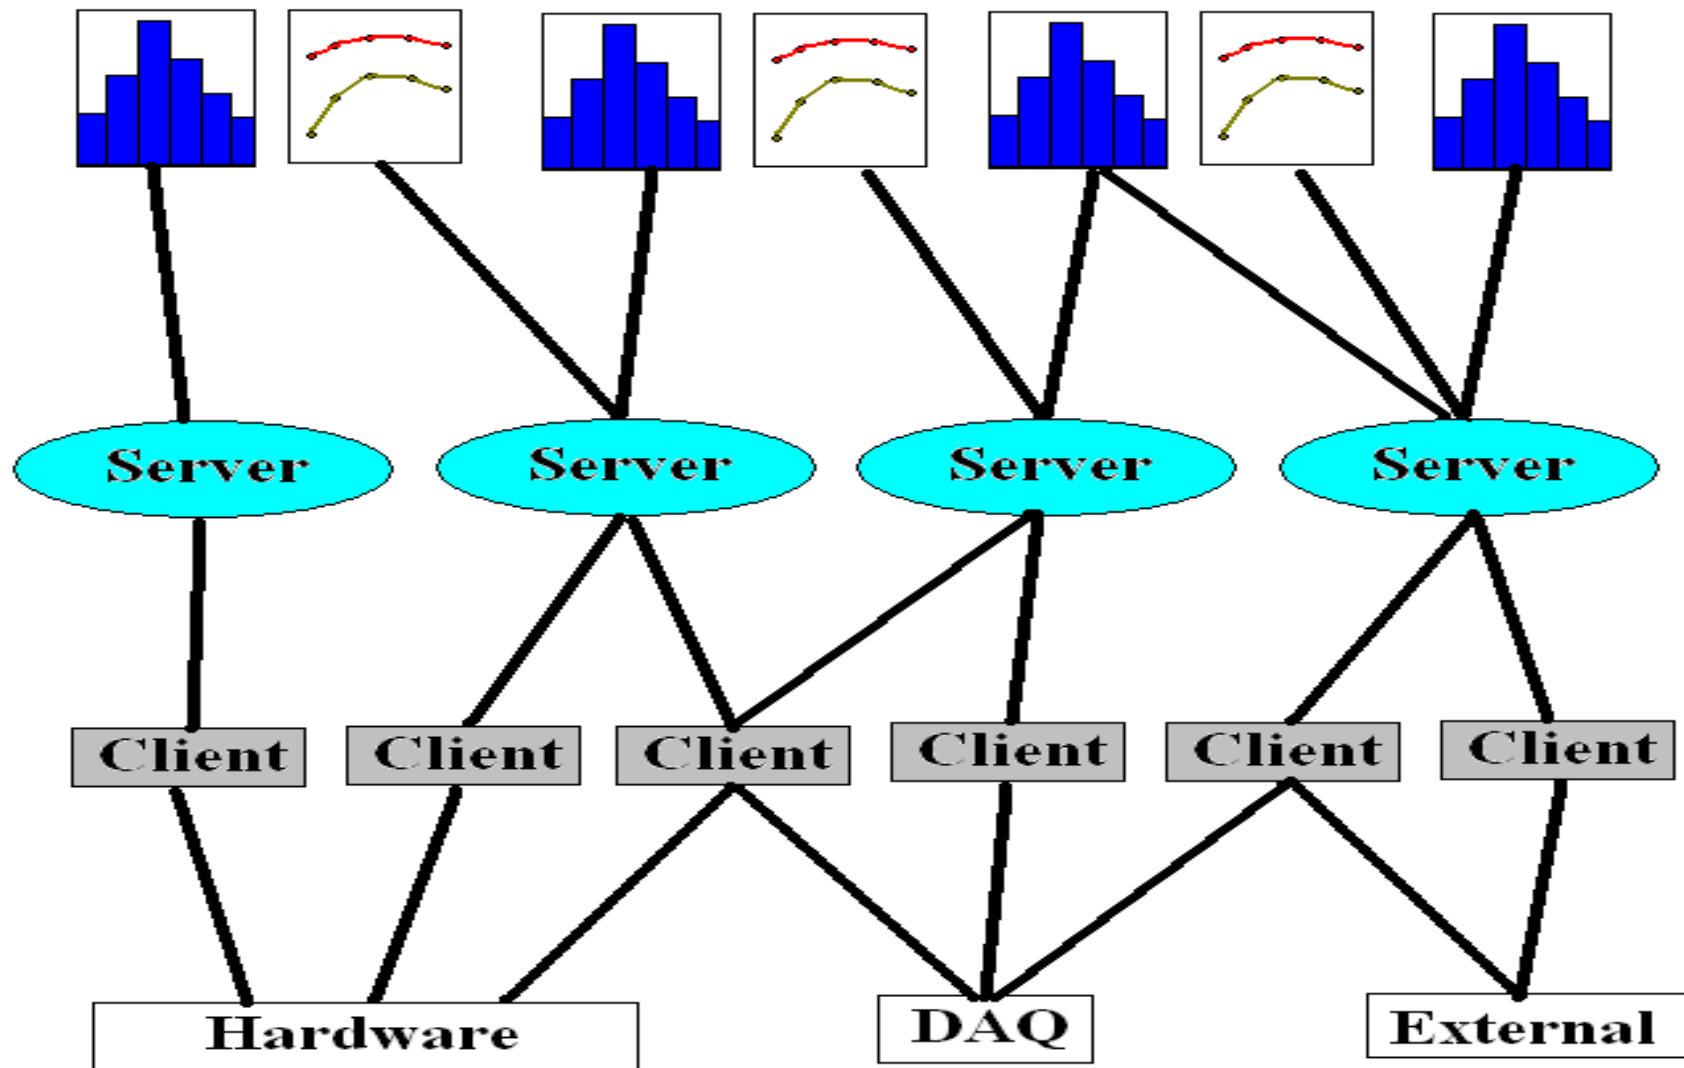 Server
Server
Server
Server
Client
Client
Client
Client
Client
Client
Hardware
DAQ
External